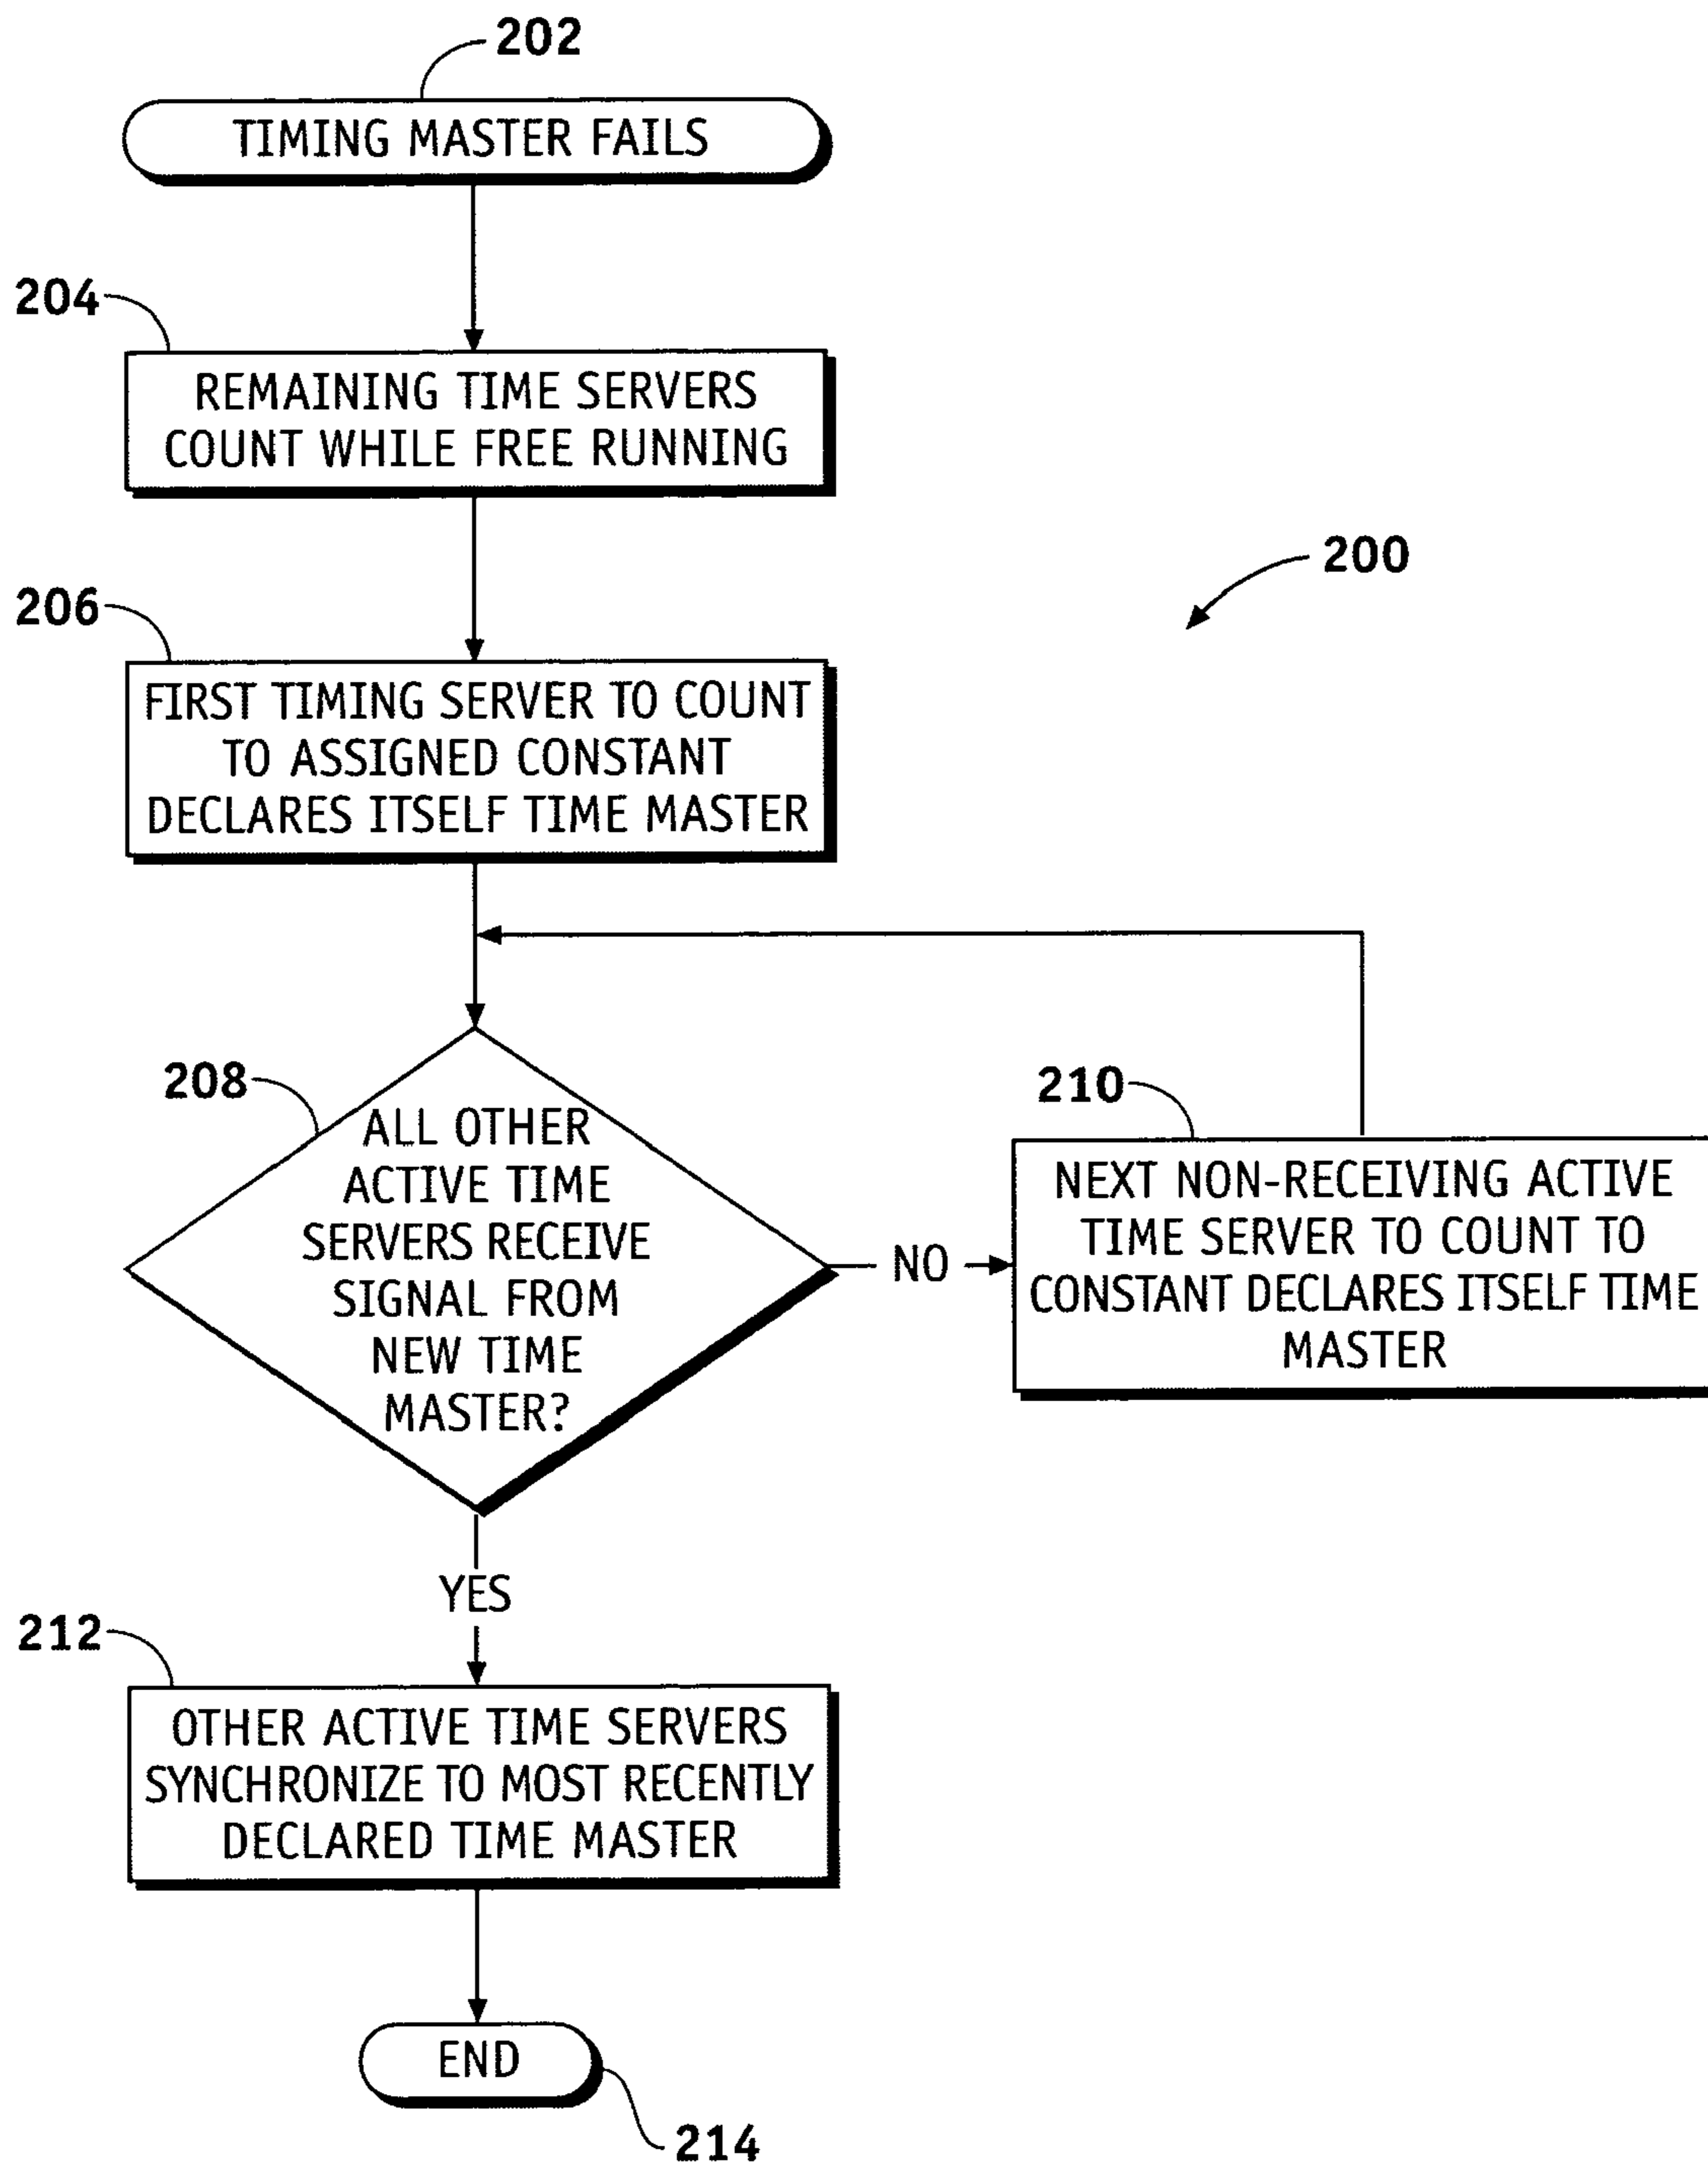 202
TIMING MASTER FAILS
204
REMAINING TIME SERVERS
COUNT WHILE FREE RUNNING
200
206
FIRST TIMING SERVER TO COUNT
TO ASSIGNED CONSTANT
DECLARES ITSELF TIME MASTER
208
ALL OTHER
ACTIVE TIME
SERVERS RECEIVE
SIGNAL FROM
NEW TIME
MASTER?
NO
210
NEXT NON-RECEIVING ACTIVE
TIME SERVER TO COUNT TO
CONSTANT DECLARES ITSELF TIME
MASTER
YES
212
OTHER ACTIVE TIME SERVERS
SYNCHRONIZE TO MOST RECENTLY
DECLARED TIME MASTER
END
214